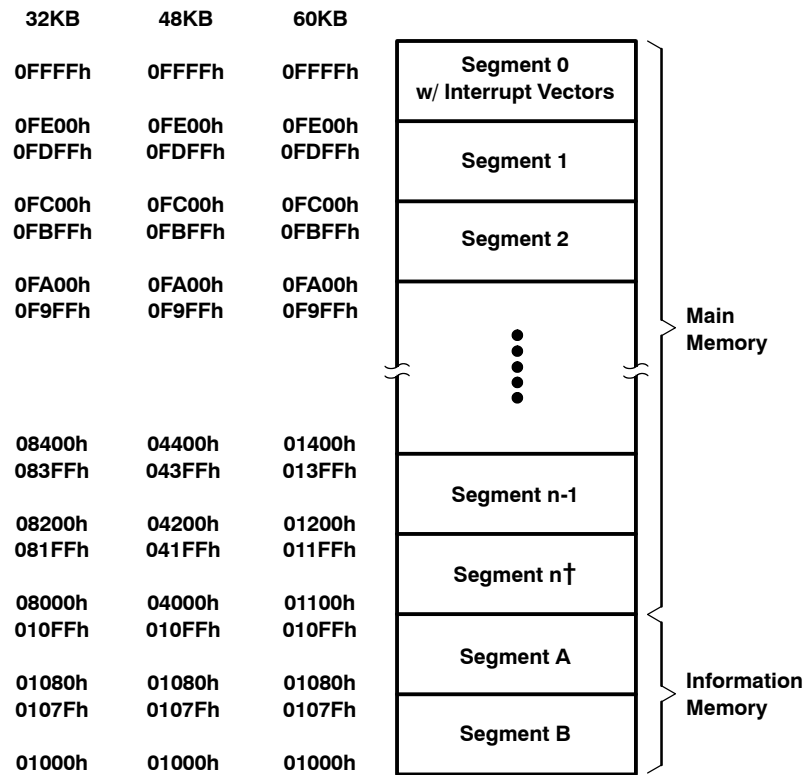 32KB 48KB 60KB
0FFFFh 0FFFFh 0FFFFh
Segment 0
w/ Interrupt Vectors
0FE00h 0FE00h 0FE00h
0FDFFh 0FDFFh 0FDFFh
Segment 1
0FC00h 0FC00h 0FC00h
0FBFFh 0FBFFh 0FBFFh
Segment 2
0FA00h 0FA00h 0FA00h
0F9FFh 0F9FFh 0F9FFh
Main
Memory
08400h 04400h 01400h
083FFh 043FFh 013FFh
Segment n-1
08200h 04200h 01200h
081FFh 041FFh 011FFh
Segment n†
08000h 04000h 01100h
010FFh 010FFh 010FFh
Segment A
01080h 01080h 01080h
0107Fh 0107Fh 0107Fh
Information
Memory
Segment B
01000h 01000h 01000h